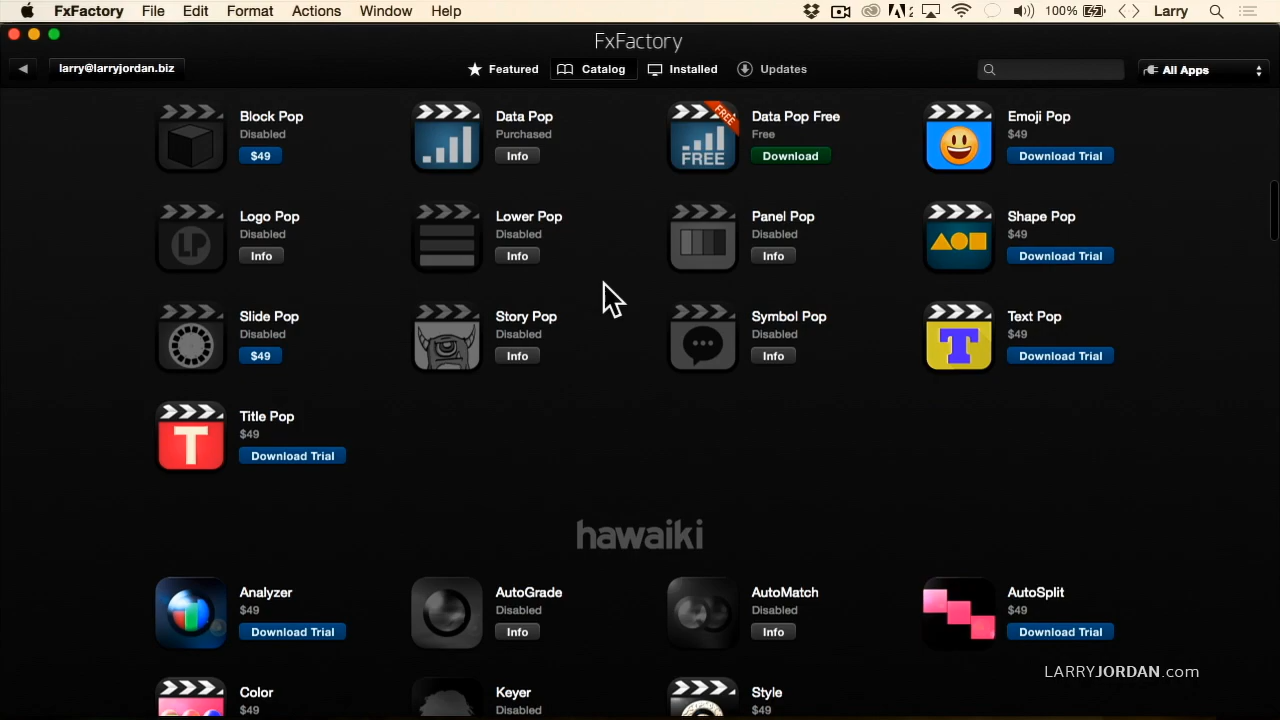 FxFactory File Edit Format Actions Window Help 2 100% Larry
FxFactory
larry@larryjordan.biz Featured Catalog Installed Updates All Apps
Block Pop Data Pop Data Pop Free Emoji Pop
Disabled Purchased Free $49
$49 Info Download Download Trial
FREE
FREE
Logo Pop Lower Pop Panel Pop Shape Pop
Disabled Disabled Disabled $49
Info Info Info Download Trial
LP
Slide Pop Story Pop Symbol Pop Text Pop
Disabled Disabled Disabled $49
$49 Info Info Download Trial
T
Title Pop
$49
Download Trial
T
hawaiki
Analyzer AutoGrade AutoMatch AutoSplit
$49 Disabled Disabled $49
Download Trial Info Info Download Trial
LARRYJORDAN.com
Color Keyer Style
$49 Disabled $49